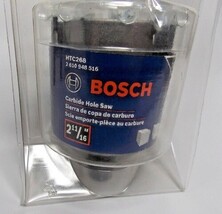 HTC268
2 610 948 516
BOSCH
Carbide Hole Saw
Sierra de copa de carburo
Scie emporte-pièce au carbure
2 11/16"